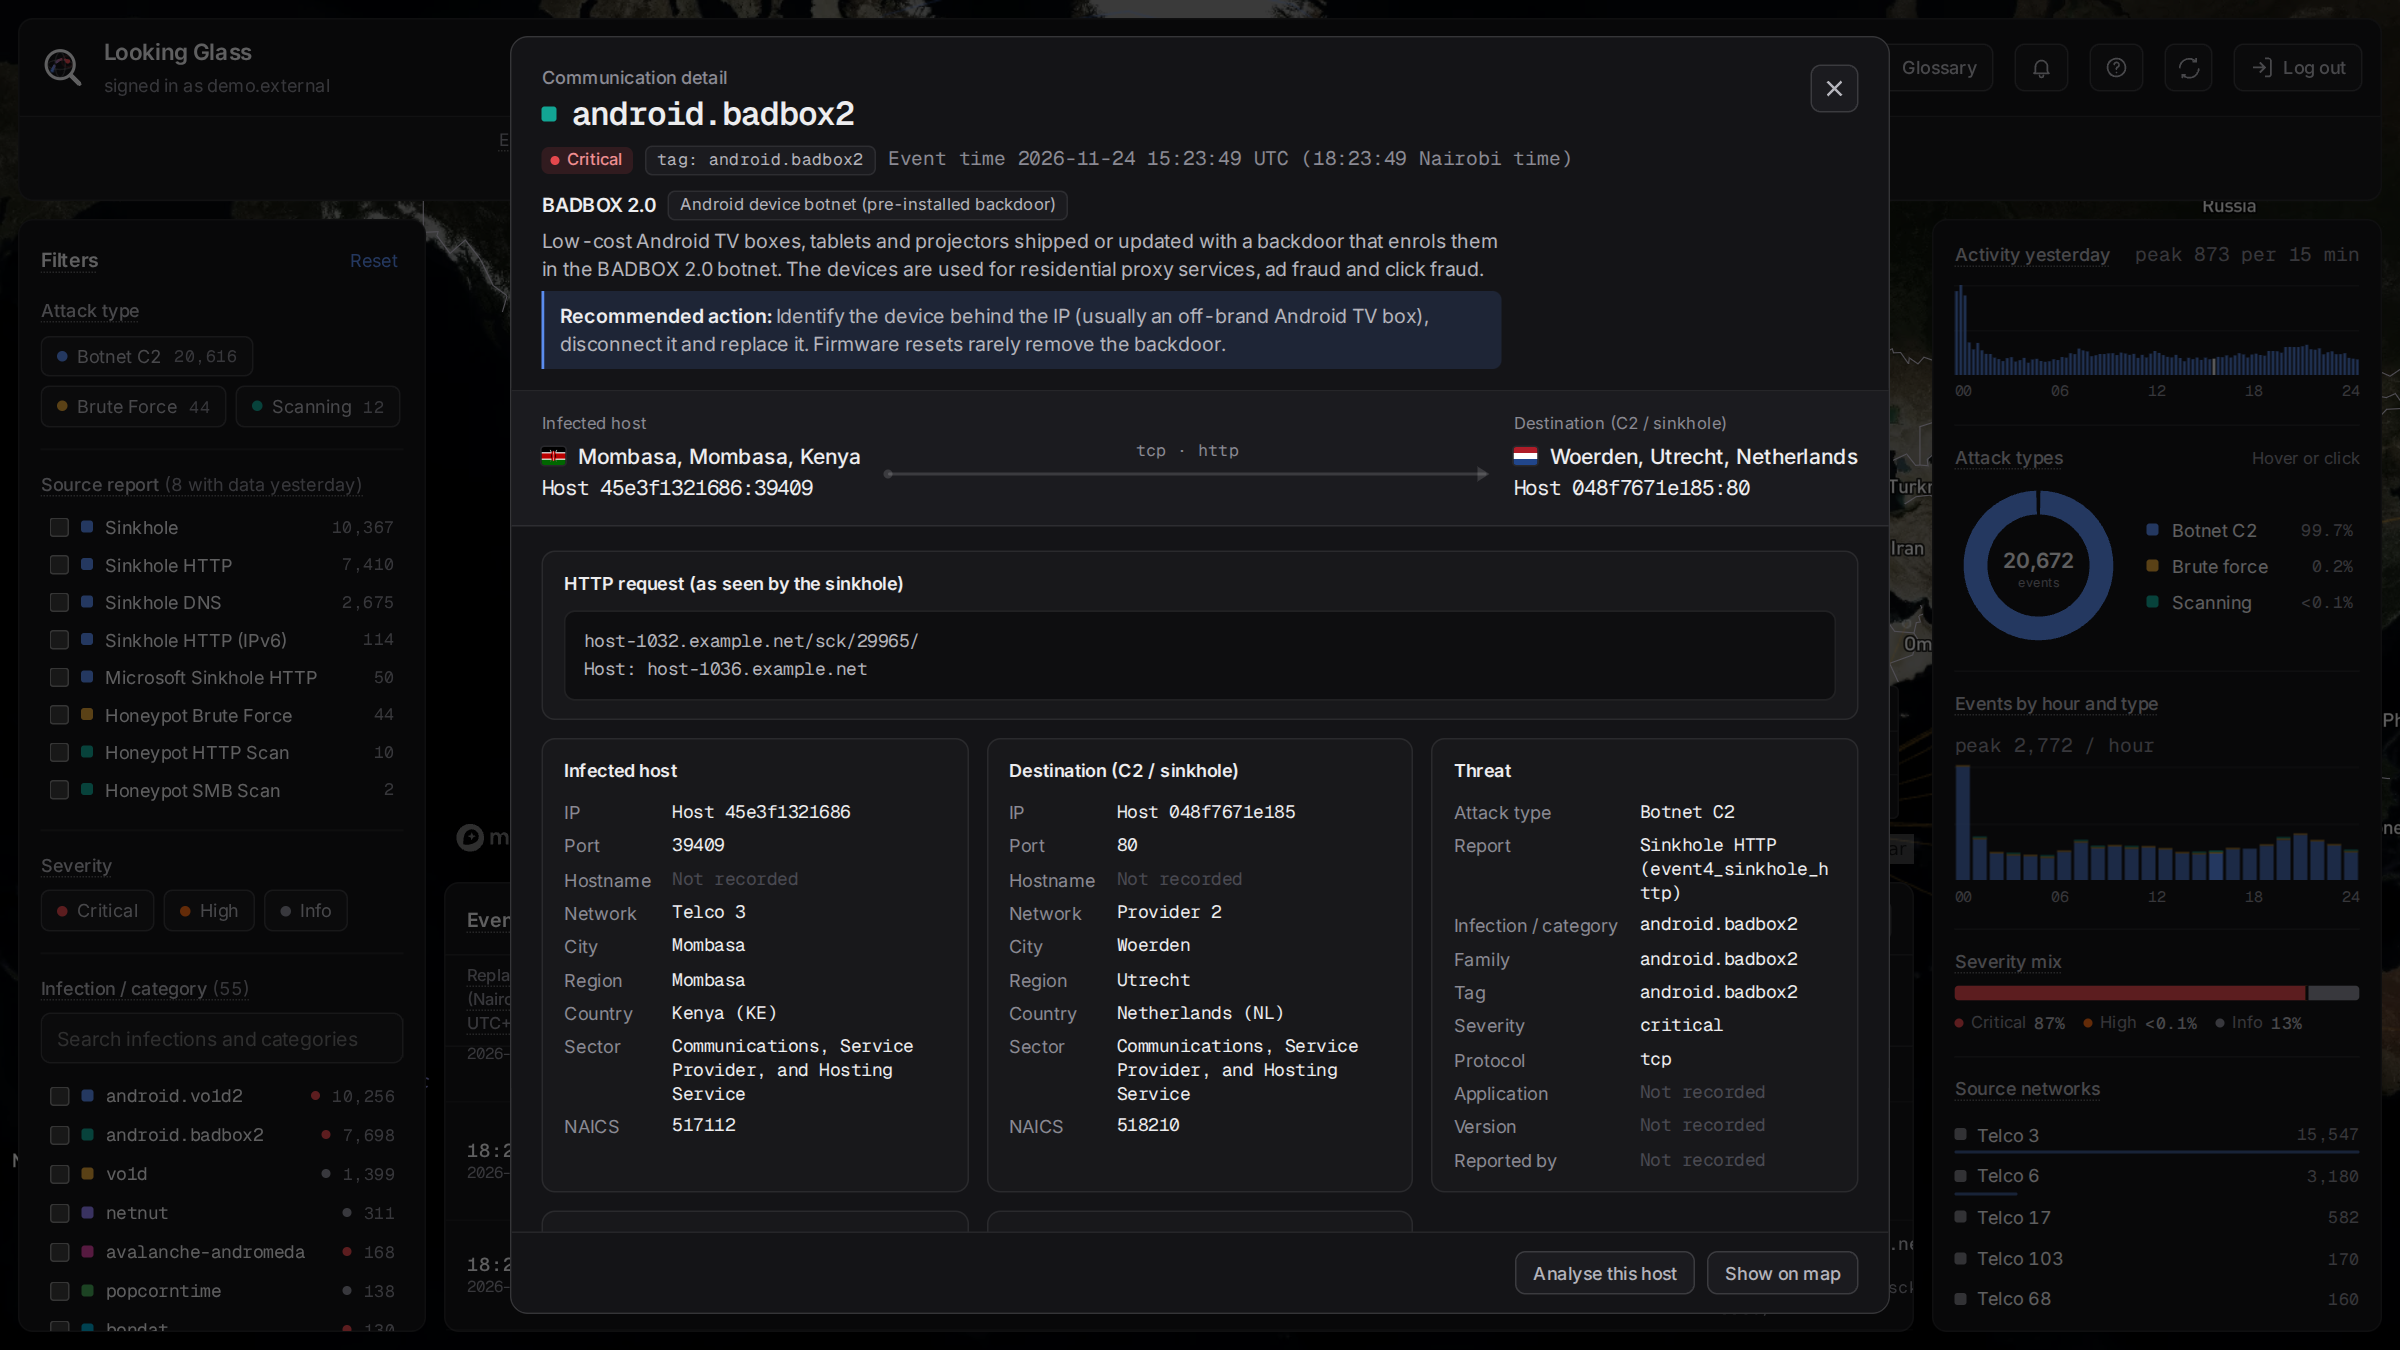 Looking Glass
signed in as demo.external
Glossary
Log out
Communication detail
android.badbox2
Critical
tag: android.badbox2
Event time 2026-11-24 15:23:49 UTC (18:23:49 Nairobi time)
BADBOX 2.0
Android device botnet (pre-installed backdoor)
Low-cost Android TV boxes, tablets and projectors shipped or updated with a backdoor that enrols them
in the BADBOX 2.0 botnet. The devices are used for residential proxy services, ad fraud and click fraud.
Recommended action: Identify the device behind the IP (usually an off-brand Android TV box),
disconnect it and replace it. Firmware resets rarely remove the backdoor.
Infected host
Mombasa, Mombasa, Kenya
Host 45e3f1321686:39409
tcp · http
Destination (C2 / sinkhole)
Woerden, Utrecht, Netherlands
Host 048f7671e185:80
HTTP request (as seen by the sinkhole)
host-1032.example.net/sck/29965/
Host: host-1036.example.net
Infected host
IP Host 45e3f1321686
Port 39409
Hostname Not recorded
Network Telco 3
City Mombasa
Region Mombasa
Country Kenya (KE)
Sector Communications, Service
Provider, and Hosting
Service
NAICS 517112
Destination (C2 / sinkhole)
IP Host 048f7671e185
Port 80
Hostname Not recorded
Network Provider 2
City Woerden
Region Utrecht
Country Netherlands (NL)
Sector Communications, Service
Provider, and Hosting
Service
NAICS 518210
Threat
Attack type Botnet C2
Report Sinkhole HTTP
(event4_sinkhole_h
ttp)
Infection / category android.badbox2
Family android.badbox2
Tag android.badbox2
Severity critical
Protocol tcp
Application Not recorded
Version Not recorded
Reported by Not recorded
Analyse this host
Show on map
Filters
Reset
Attack type
Botnet C2 20,616
Brute Force 44
Scanning 12
Source report (8 with data yesterday)
Sinkhole 10,367
Sinkhole HTTP 7,410
Sinkhole DNS 2,675
Sinkhole HTTP (IPv6) 114
Microsoft Sinkhole HTTP 50
Honeypot Brute Force 44
Honeypot HTTP Scan 10
Honeypot SMB Scan 2
Severity
Critical
High
Info
Infection / category (55)
Search infections and categories
android.vo1d2 10,256
android.badbox2 7,698
vo1d 1,399
netnut 311
avalanche-andromeda 168
popcorntime 138
bondat 130
Russia
Iran
Activity yesterday peak 873 per 15 min
00 06 12 18 24
Attack types Hover or click
20,672
events
Botnet C2 99.7%
Brute force 0.2%
Scanning <0.1%
Events by hour and type
peak 2,772 / hour
00 06 12 18 24
Severity mix
Critical 87% High <0.1% Info 13%
Source networks
Telco 3 15,547
Telco 6 3,180
Telco 17 582
Telco 103 170
Telco 68 160